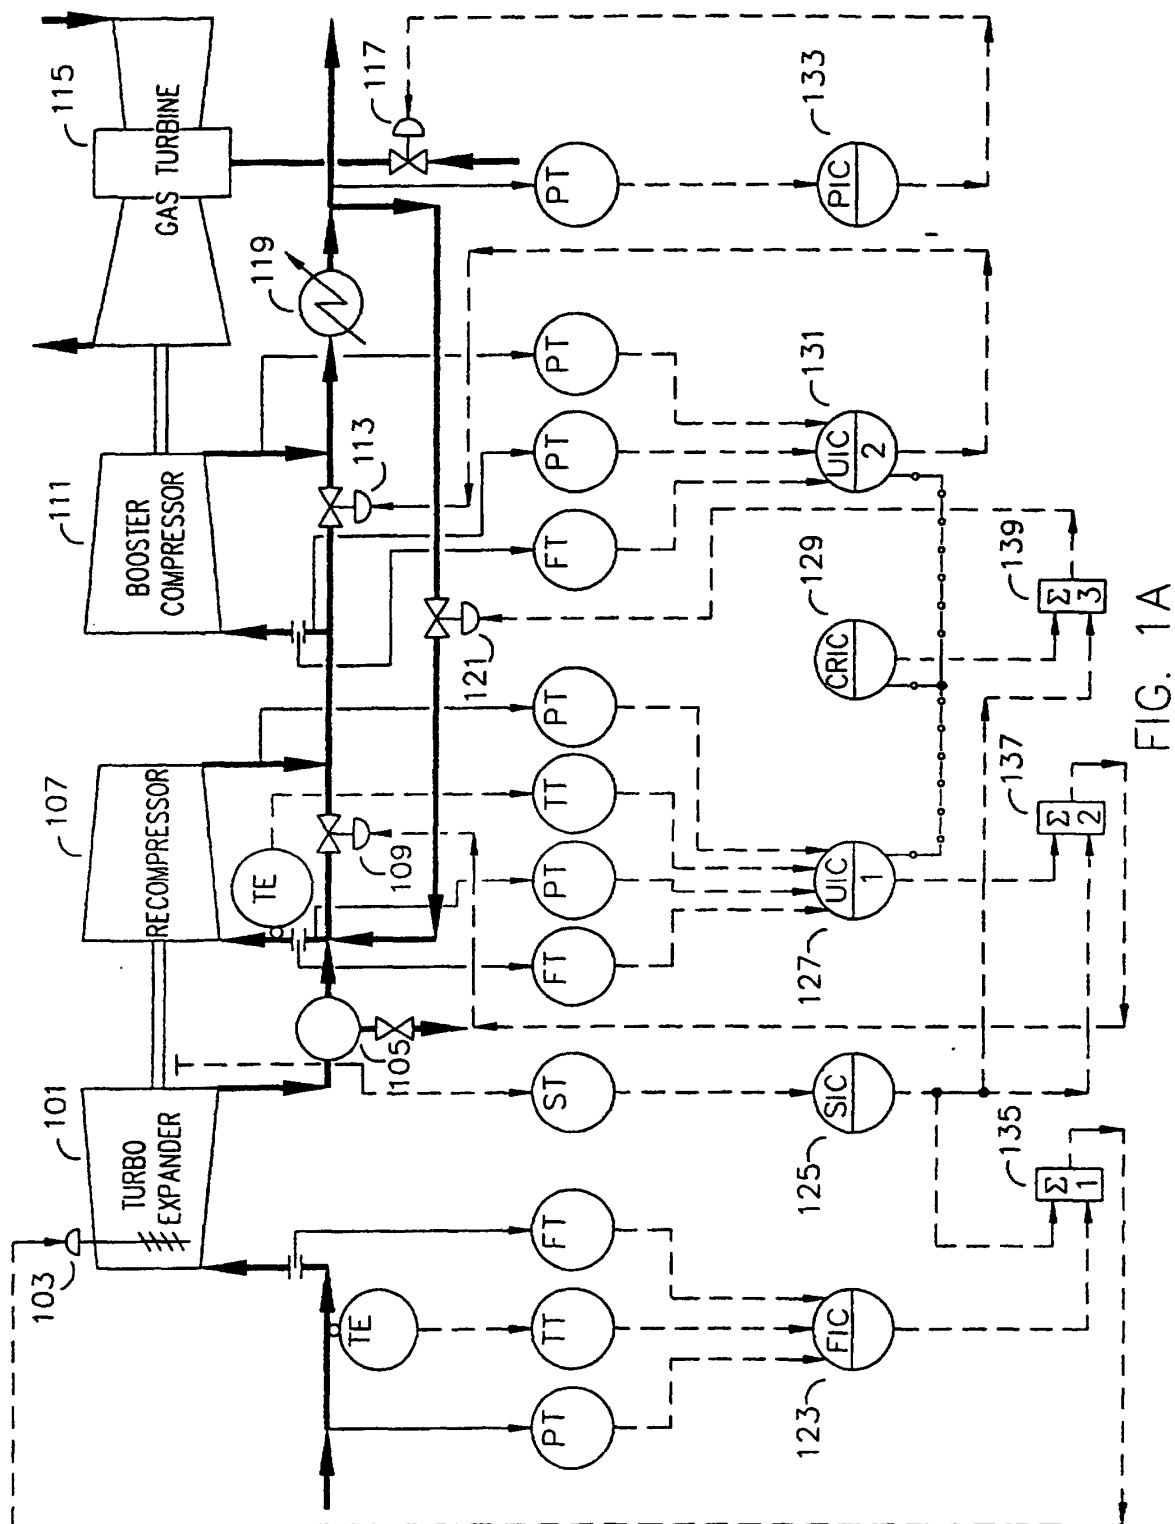 115
GAS TURBINE
117
119
133
PT
PIC
111
BOOSTER
COMPRESSOR
113
PT
PT
FT
131
UIC
2
121
129
CRIC
139
Σ
3
107
RECOMPRESSOR
TE
109
PT
TT
PT
FT
127
UIC
1
137
Σ
2
101
TURBO
EXPANDER
103
105
ST
125
SIC
135
Σ
1
TE
FT
TT
PT
123
FIC
FIG. 1A